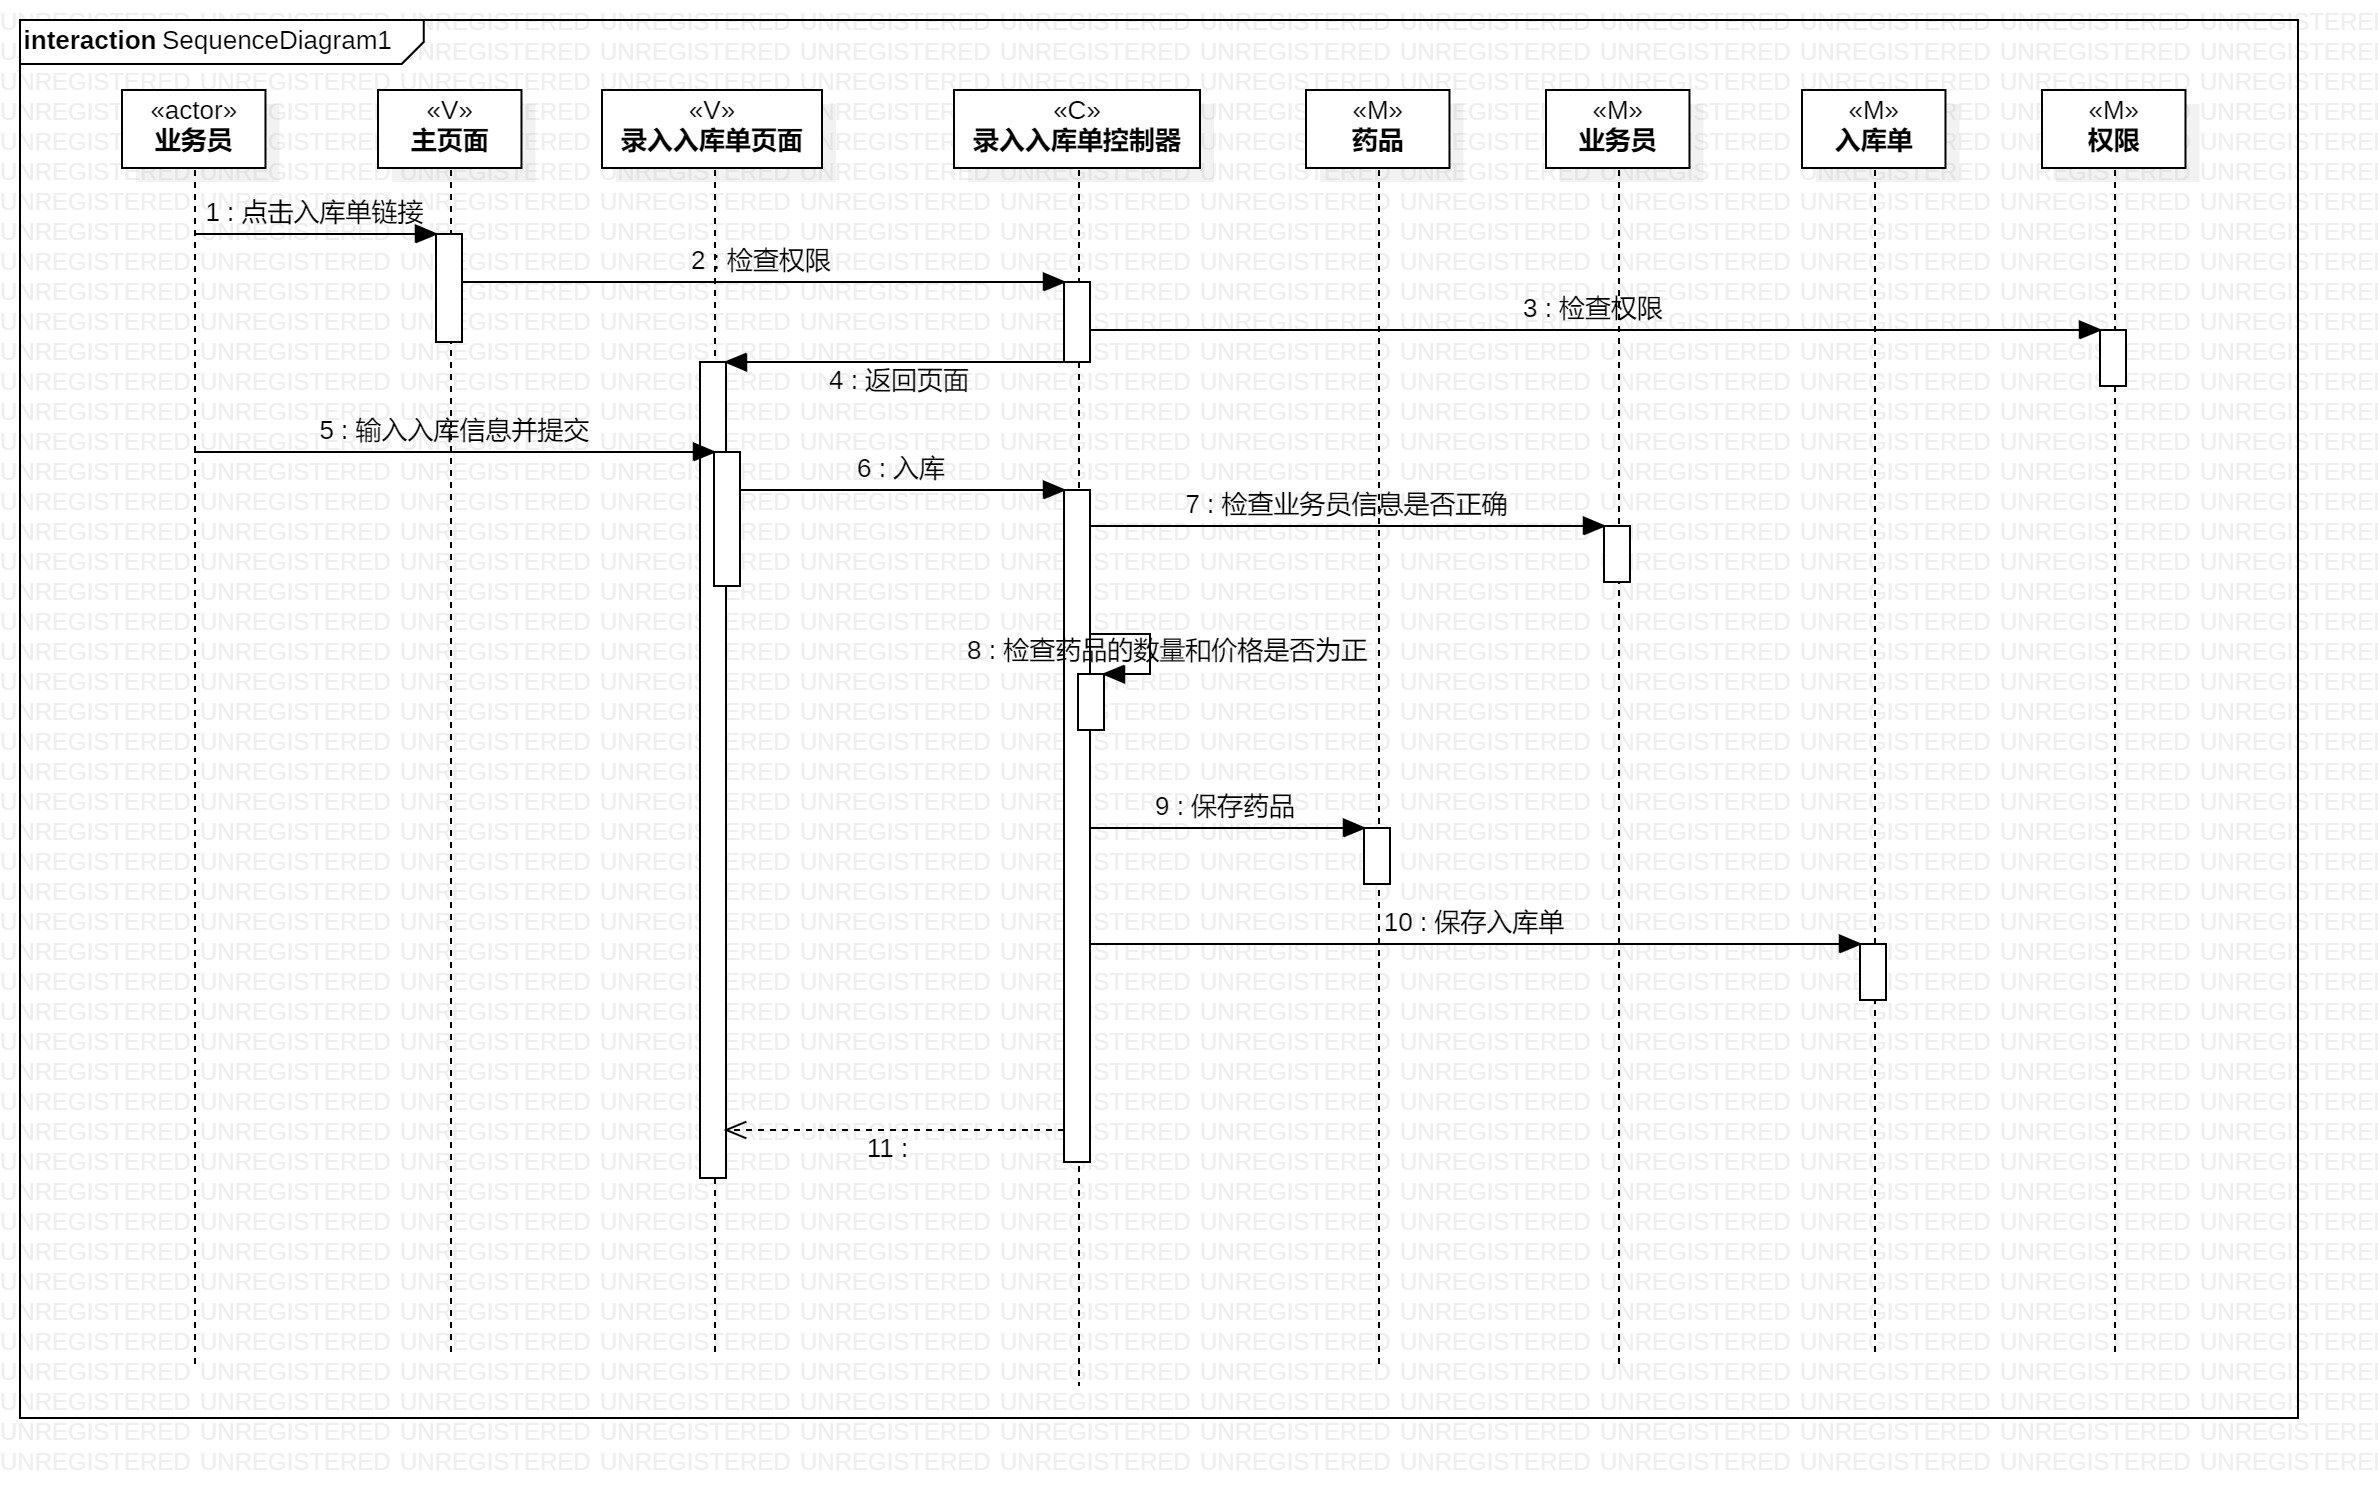 interaction SequenceDiagram1
«actor»
业务员
«V»
主页面
«V»
录入入库单页面
«C»
录入入库单控制器
«M»
药品
«M»
业务员
«M»
入库单
«M»
权限
1 : 点击入库单链接
2 : 检查权限
3 : 检查权限
4 : 返回页面
5 : 输入入库信息并提交
6 : 入库
7 : 检查业务员信息是否正确
8 : 检查药品的数量和价格是否为正
9 : 保存药品
10 : 保存入库单
11 :
UNREGISTERED